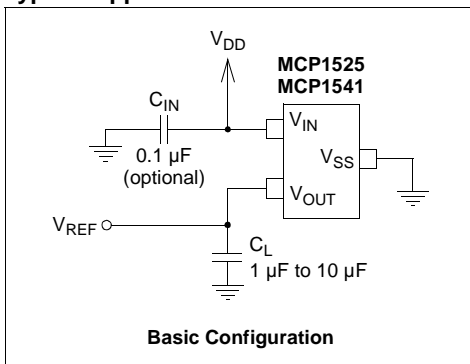 V_DD
MCP1525
MCP1541
C_IN
0.1 µF
(optional)
V_IN
V_SS
V_OUT
V_REF
C_L
1 µF to 10 µF
Basic Configuration